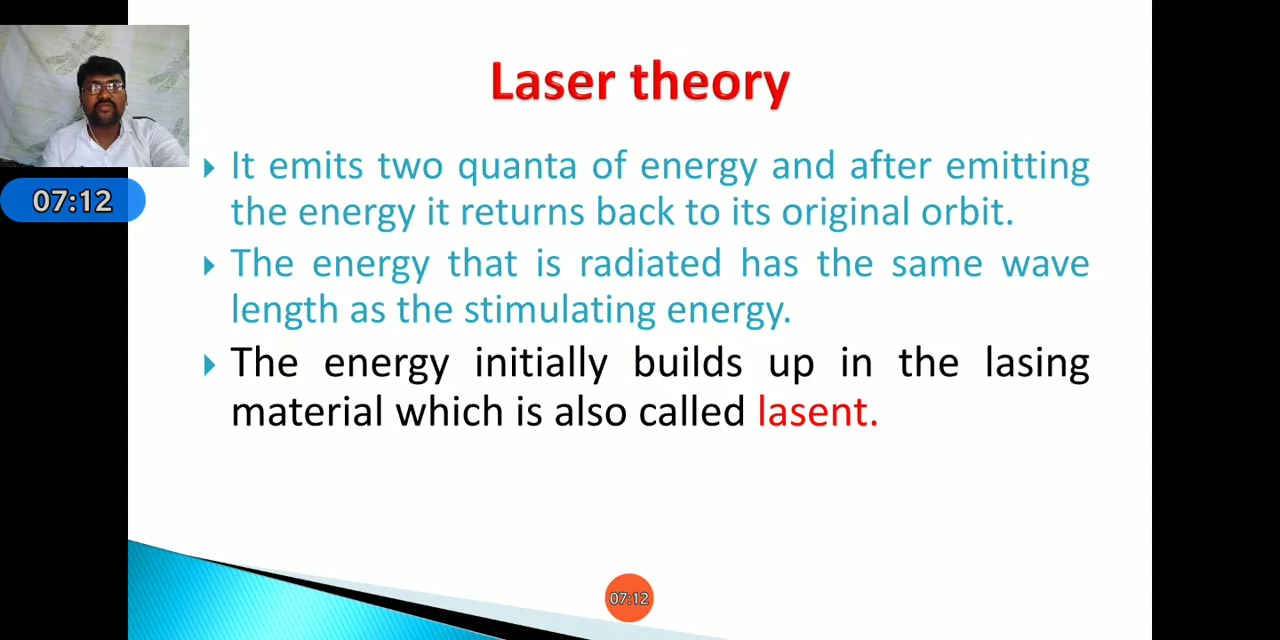 Laser theory
07:12
It emits two quanta of energy and after emitting
the energy it returns back to its original orbit.
The energy that is radiated has the same wave
length as the stimulating energy.
The energy initially builds up in the lasing
material which is also called lasent.
07:12